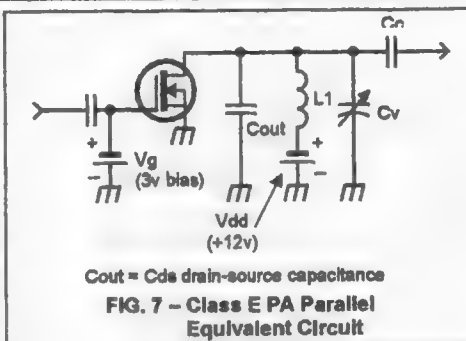 Cc
Cout
L1
Cv
Vg
(3v bias)
Vdd
(+12v)
Cout = Cds drain-source capacitance
FIG. 7 – Class E PA Parallel
Equivalent Circuit